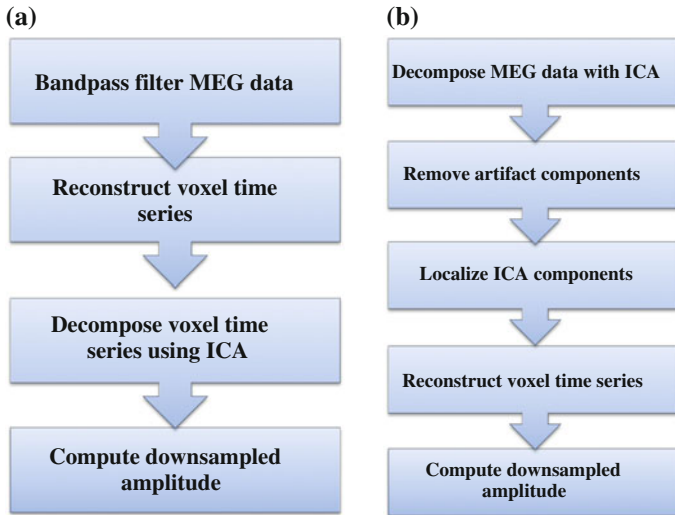 (a)
Bandpass filter MEG data
Reconstruct voxel time
series
Decompose voxel time
series using ICA
Compute downsampled
amplitude
(b)
Decompose MEG data with ICA
Remove artifact components
Localize ICA components
Reconstruct voxel time series
Compute downsampled
amplitude